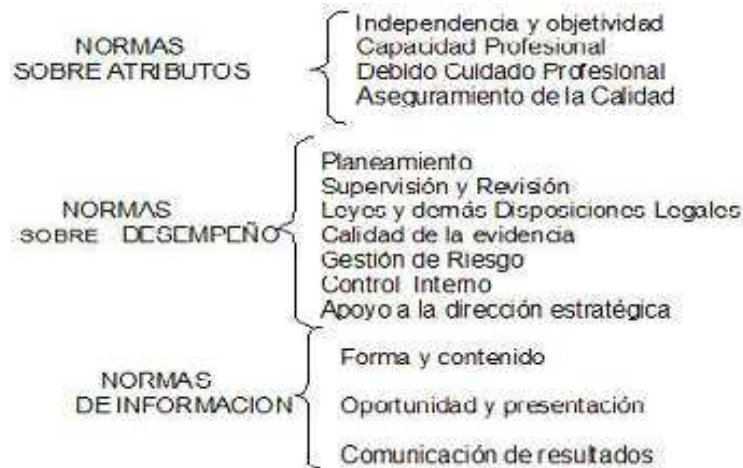 NORMAS
SOBRE ATRIBUTOS
Independencia y objetividad
Capacidad Profesional
Debido Cuidado Profesional
Aseguramiento de la Calidad
NORMAS
SOBRE DESEMPEÑO
Planeamiento
Supervisión y Revisión
Leyes y demás Disposiciones Legales
Calidad de la evidencia
Gestión de Riesgo
Control Interno
Apoyo a la dirección estratégica
NORMAS
DE INFORMACION
Forma y contenido
Oportunidad y presentación
Comunicación de resultados